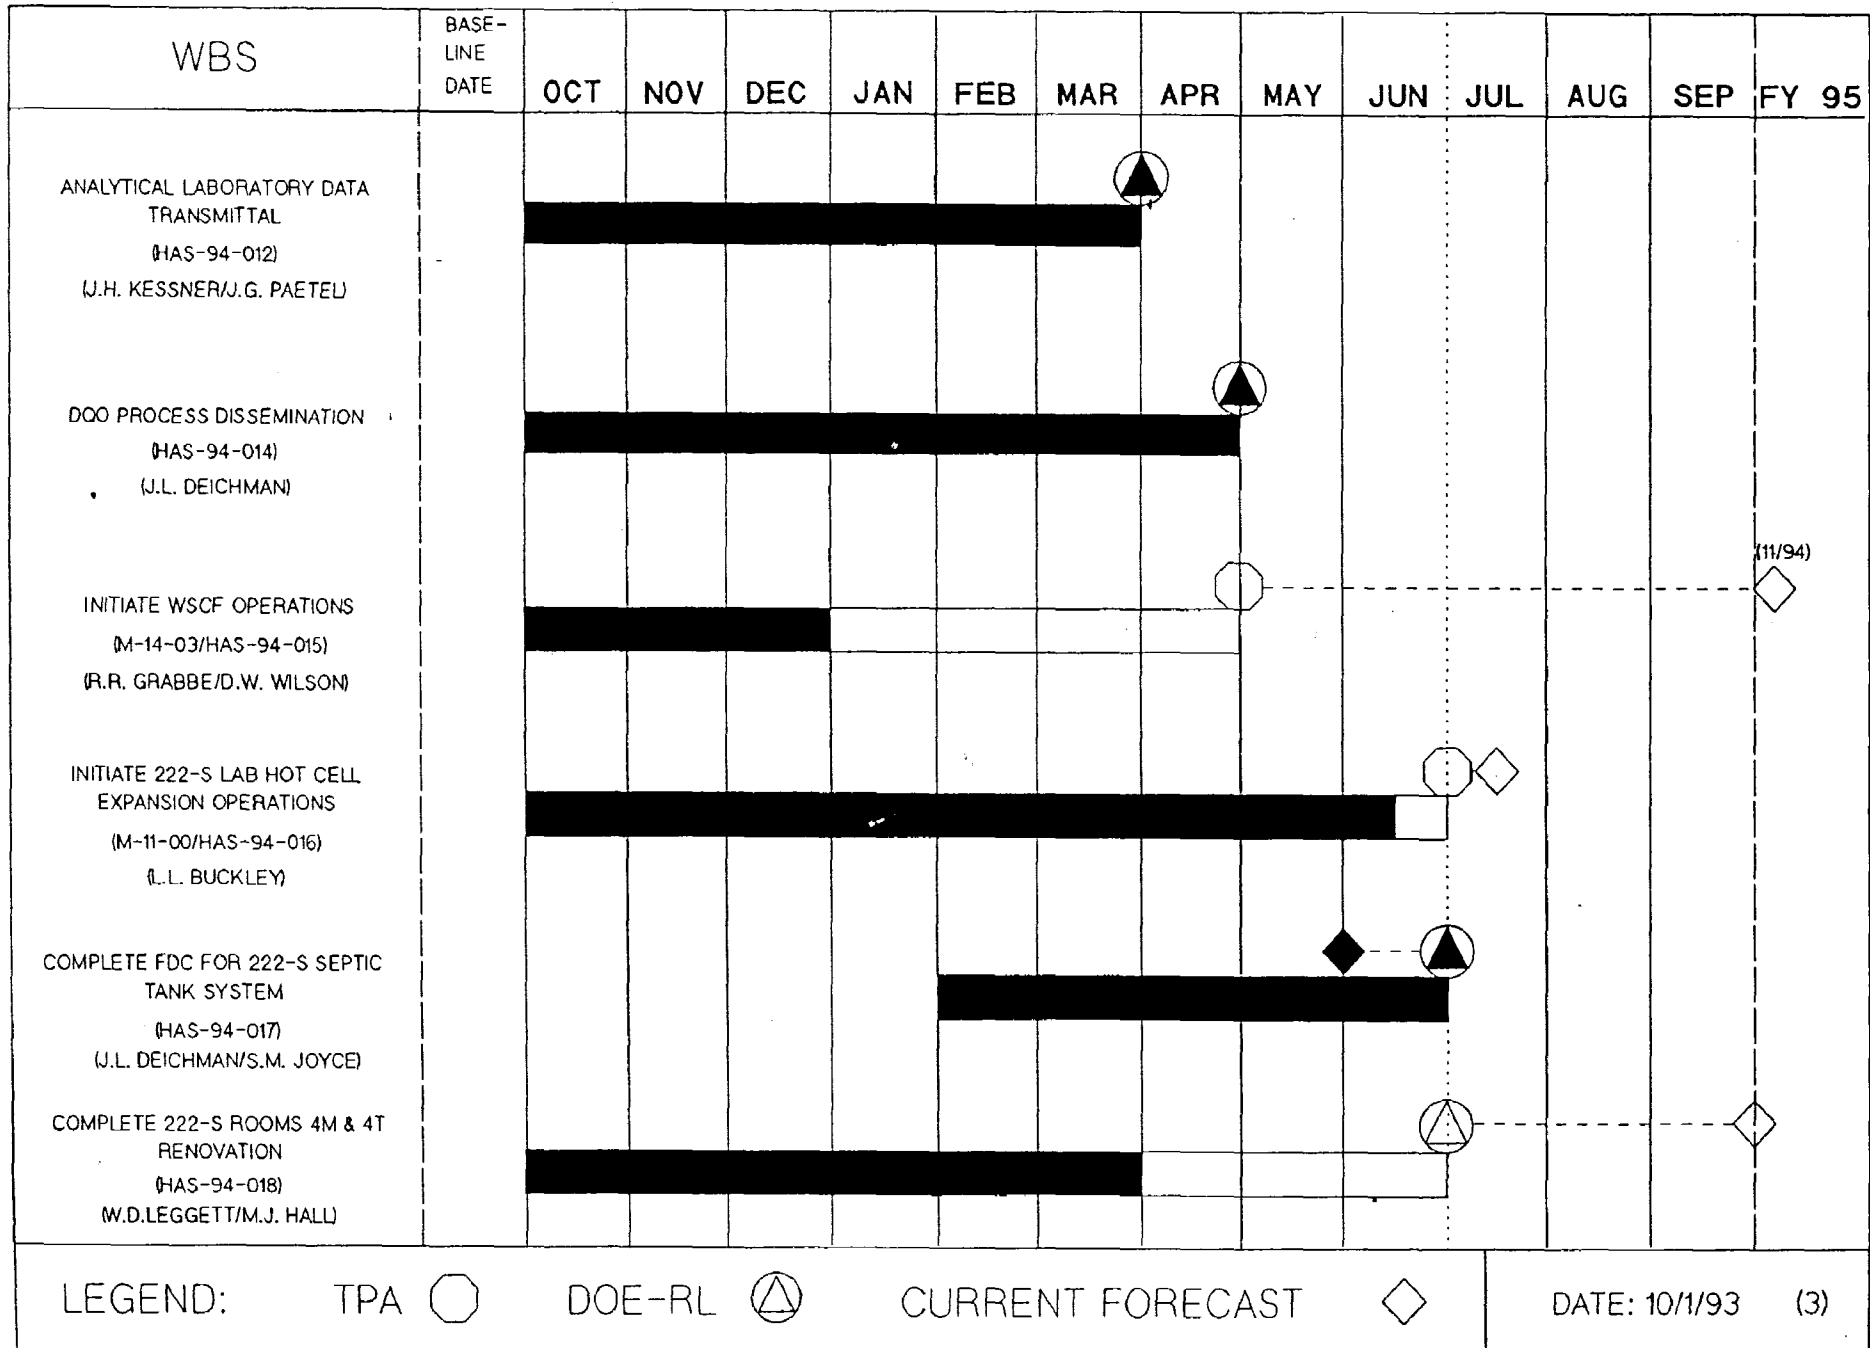 WBS
BASE-
LINE
DATE
OCT NOV DEC JAN FEB MAR APR MAY JUN JUL AUG SEP FY 95
ANALYTICAL LABORATORY DATA
TRANSMITTAL
(HAS-94-012)
(J.H. KESSNER/J.G. PAETEL)
DQO PROCESS DISSEMINATION
(HAS-94-014)
(J.L. DEICHMAN)
(11/94)
INITIATE WSCF OPERATIONS
(M-14-03/HAS-94-015)
(R.R. GRABBE/D.W. WILSON)
INITIATE 222-S LAB HOT CELL
EXPANSION OPERATIONS
(M-11-00/HAS-94-016)
(L.L. BUCKLEY)
COMPLETE FDC FOR 222-S SEPTIC
TANK SYSTEM
(HAS-94-017)
(J.L. DEICHMAN/S.M. JOYCE)
COMPLETE 222-S ROOMS 4M & 4T
RENOVATION
(HAS-94-018)
(W.D.LEGGETT/M.J. HALL)
LEGEND: TPA DOE-RL CURRENT FORECAST DATE: 10/1/93 (3)